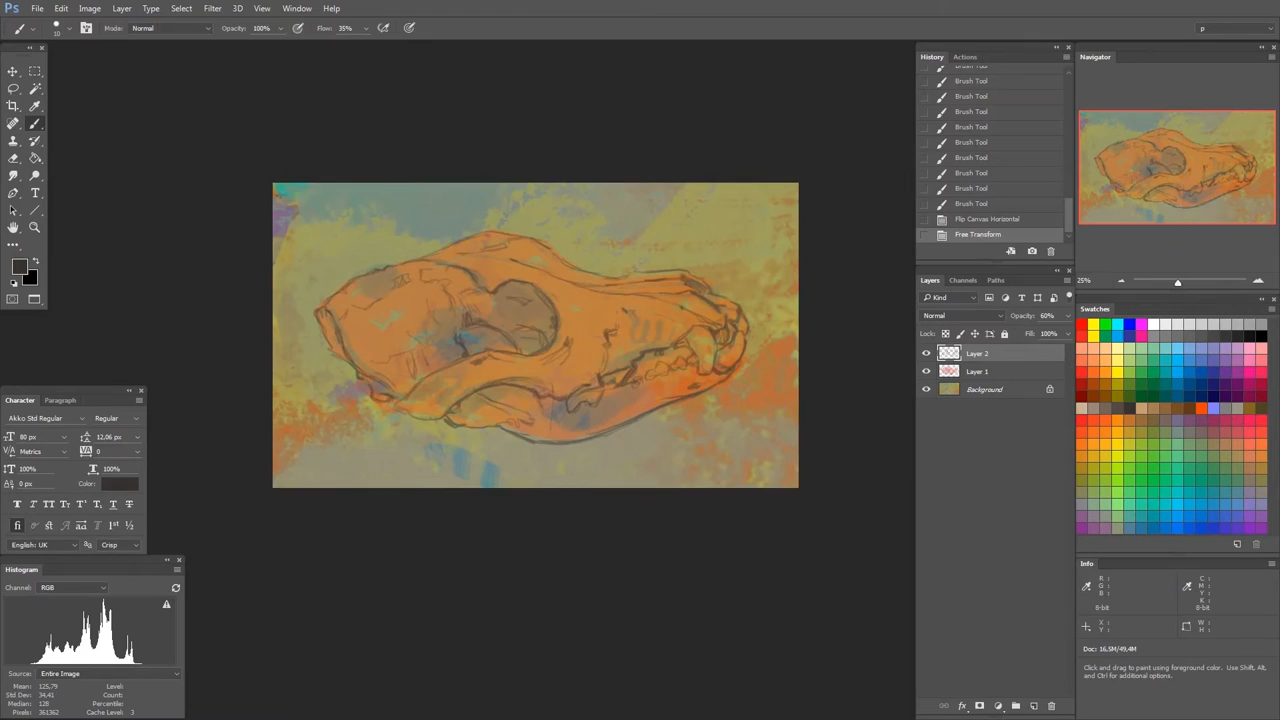 Ps File Edit Image Layer Type Select Filter 3D View Window Help
10 Mode: Normal Opacity: 100% Flow: 35% p
History Actions
Brush Tool
Brush Tool
Brush Tool
Brush Tool
Brush Tool
Brush Tool
Brush Tool
Brush Tool
Brush Tool
Brush Tool
Flip Canvas Horizontal
Free Transform
Navigator
25%
Layers Channels Paths
Kind
Normal Opacity: 60%
Lock: Fill: 100%
Layer 2
Layer 1
Background
Swatches
Character Paragraph
Akko Std Regular Regular
80 px 12,06 px
Metrics 0
100% 100%
0 px Color:
English: UK Crisp
Histogram
Channel: RGB
Source: Entire Image
Mean: 125,79 Level:
Std Dev: 34,41 Count:
Median: 128 Percentile:
Pixels: 361362 Cache Level: 3
Info
R : C :
G : M :
B : Y :
K :
8-bit 8-bit
X : W :
Y : H :
Doc: 16,5M/49,4M
Click and drag to paint using foreground color. Use Shift, Alt,
and Ctrl for additional options.